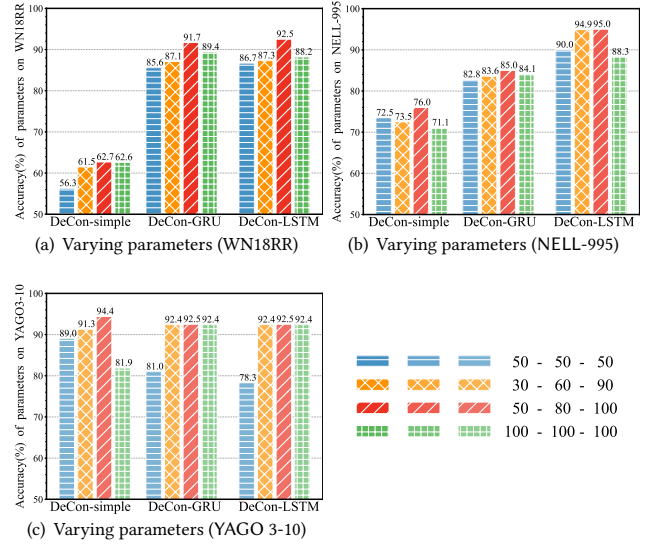 Accuracy(%) of parameters on WN18RR
100
90
80
70
60
50
56.3 61.5 62.7 62.6
85.6 87.1 91.7 89.4
86.7 87.3 92.5 88.2
DeCon-simple DeCon-GRU DeCon-LSTM
(a) Varying parameters (WN18RR)
Accuracy(%) of parameters on NELL-995
100
90
80
70
60
50
72.5 73.5 76.0 71.1
82.8 83.6 85.0 84.1
90.0 94.9 95.0 88.3
DeCon-simple DeCon-GRU DeCon-LSTM
(b) Varying parameters (NELL-995)
Accuracy(%) of parameters on YAGO3-10
100
90
80
70
60
50
89.0 91.3 94.4 81.9
81.0 92.4 92.5 92.4
78.3 92.4 92.5 92.4
DeCon-simple DeCon-GRU DeCon-LSTM
(c) Varying parameters (YAGO 3-10)
50 - 50 - 50
30 - 60 - 90
50 - 80 - 100
100 - 100 - 100